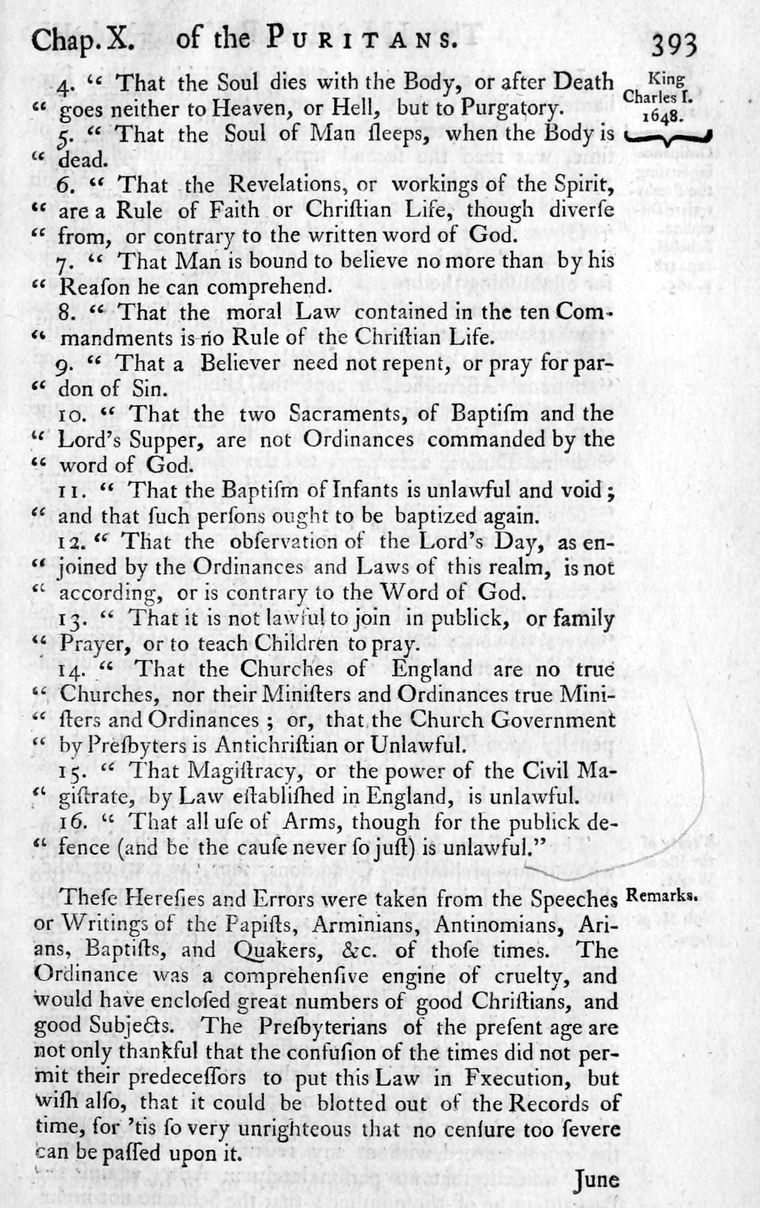 Chap. X. of the PURITANS. 393
4. “ That the Soul dies with the Body, or after Death
“ goes neither to Heaven, or Hell, but to Purgatory.
King
Charles I.
1648.
5. “ That the Soul of Man ſleeps, when the Body is
“ dead.
6. “ That the Revelations, or workings of the Spirit,
“ are a Rule of Faith or Chriſtian Life, though diverſe
“ from, or contrary to the written word of God.
7. “ That Man is bound to believe no more than by his
“ Reaſon he can comprehend.
8. “ That the moral Law contained in the ten Com-
“ mandments is no Rule of the Chriſtian Life.
9. “ That a Believer need not repent, or pray for par-
“ don of Sin.
10. “ That the two Sacraments, of Baptiſm and the
“ Lord’s Supper, are not Ordinances commanded by the
“ word of God.
11. “ That the Baptiſm of Infants is unlawful and void ;
“ and that ſuch perſons ought to be baptized again.
12. “ That the obſervation of the Lord’s Day, as en-
“ joined by the Ordinances and Laws of this realm, is not
“ according, or is contrary to the Word of God.
13. “ That it is not lawful to join in publick, or family
“ Prayer, or to teach Children to pray.
14. “ That the Churches of England are no true
“ Churches, nor their Miniſters and Ordinances true Mini-
“ ſters and Ordinances ; or, that the Church Government
“ by Preſbyters is Antichriſtian or Unlawful.
15. “ That Magiſtracy, or the power of the Civil Ma-
“ giſtrate, by Law eſtabliſhed in England, is unlawful.
16. “ That all uſe of Arms, though for the publick de-
“ fence (and be the cauſe never ſo juſt) is unlawful.”
Theſe Hereſies and Errors were taken from the Speeches
Remarks.
or Writings of the Papiſts, Arminians, Antinomians, Ari-
ans, Baptiſts, and Quakers, &c. of thoſe times. The
Ordinance was a comprehenſive engine of cruelty, and
would have encloſed great numbers of good Chriſtians, and
good Subjects. The Preſbyterians of the preſent age are
not only thankful that the confuſion of the times did not per-
mit their predeceſſors to put this Law in Fxecution, but
wiſh alſo, that it could be blotted out of the Records of
time, for ’tis ſo very unrighteous that no cenſure too ſevere
can be paſſed upon it.
June